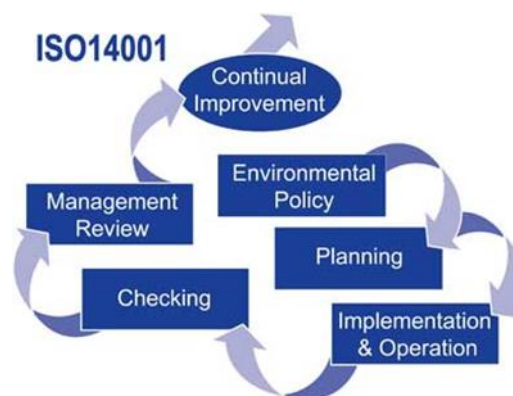 ISO14001
Continual
Improvement
Environmental
Policy
Management
Review
Planning
Checking
Implementation
& Operation